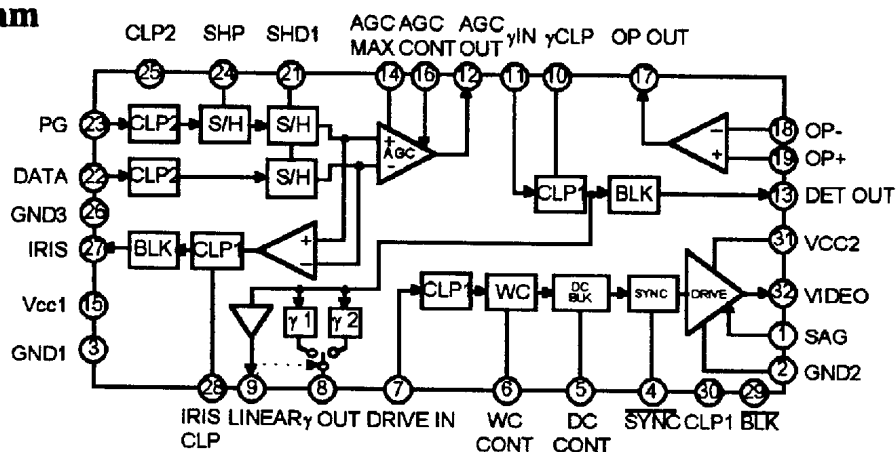 am
CLP2 SHP SHD1 AGC MAX AGC CONT AGC OUT γIN γCLP OP OUT
25 24 21 14 16 12 11 10 17
PG 23 CLP2 S/H S/H + AGC - - + 18 OP-
19 OP+
DATA 22 CLP2 S/H CLP1 BLK 13 DET OUT
GND3 26
IRIS 27 BLK CLP1 + - 31 VCC2
Vcc1 15 γ 1 γ 2 CLP1 WC DC BLK SYNC DRIVE 32 VIDEO
1 SAG
GND1 3 2 GND2
28 9 8 7 6 5 4 30 29
IRIS CLP LINEAR γ OUT DRIVE IN WC CONT DC CONT SYNC CLP1 BLK